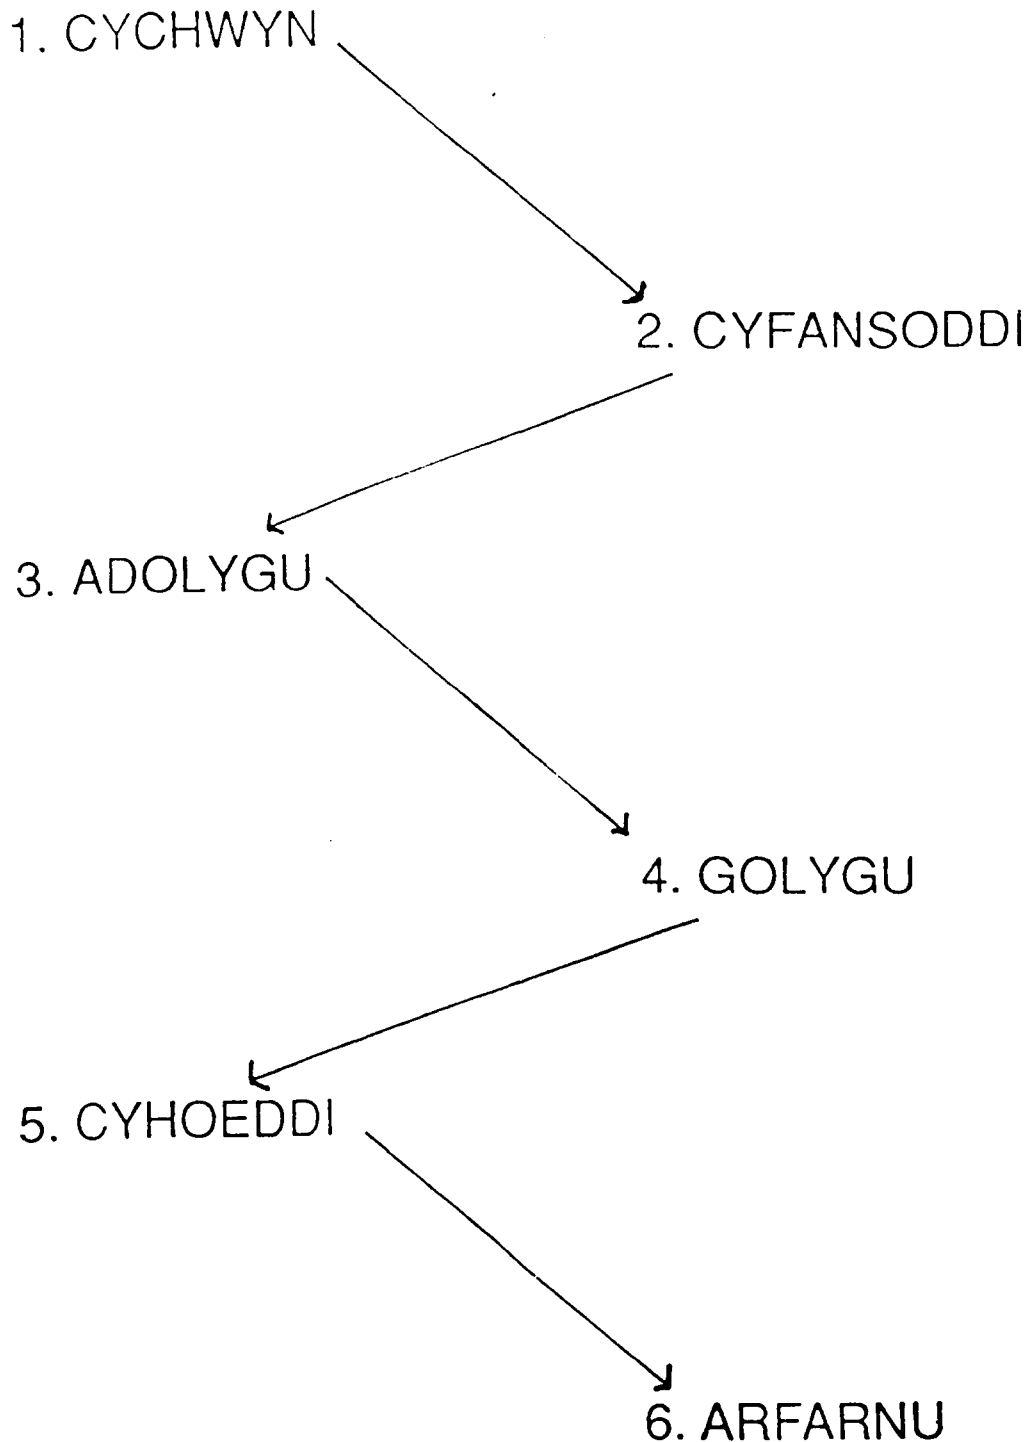 1. CYCHWYN
2. CYFANSODDI
3. ADOLYGU
4. GOLYGU
5. CYHOEDDI
6. ARFARNU